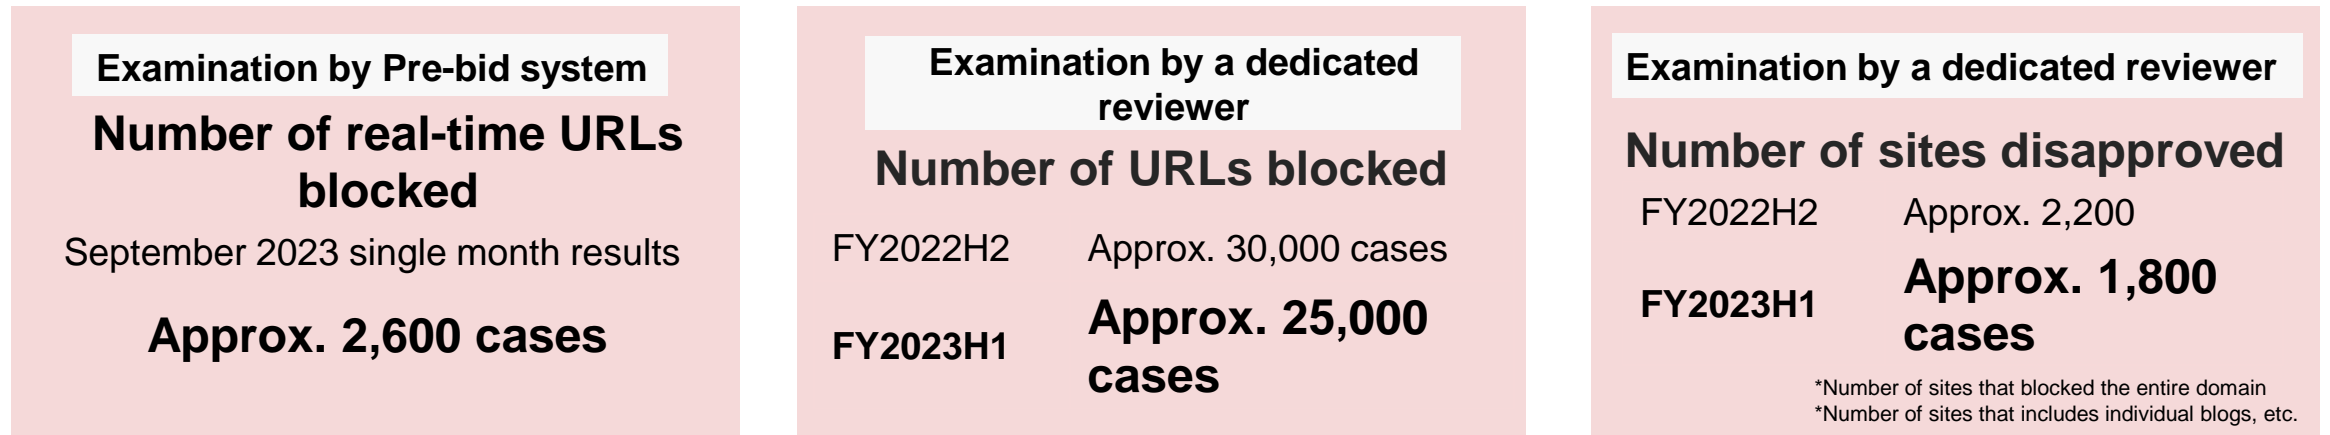 Examination by Pre-bid system
Number of real-time URLs
blocked
September 2023 single month results
Approx. 2,600 cases
Examination by a dedicated
reviewer
Number of URLs blocked
FY2022H2 Approx. 30,000 cases
FY2023H1 Approx. 25,000
cases
Examination by a dedicated reviewer
Number of sites disapproved
FY2022H2 Approx. 2,200
FY2023H1 Approx. 1,800
cases
*Number of sites that blocked the entire domain
*Number of sites that includes individual blogs, etc.